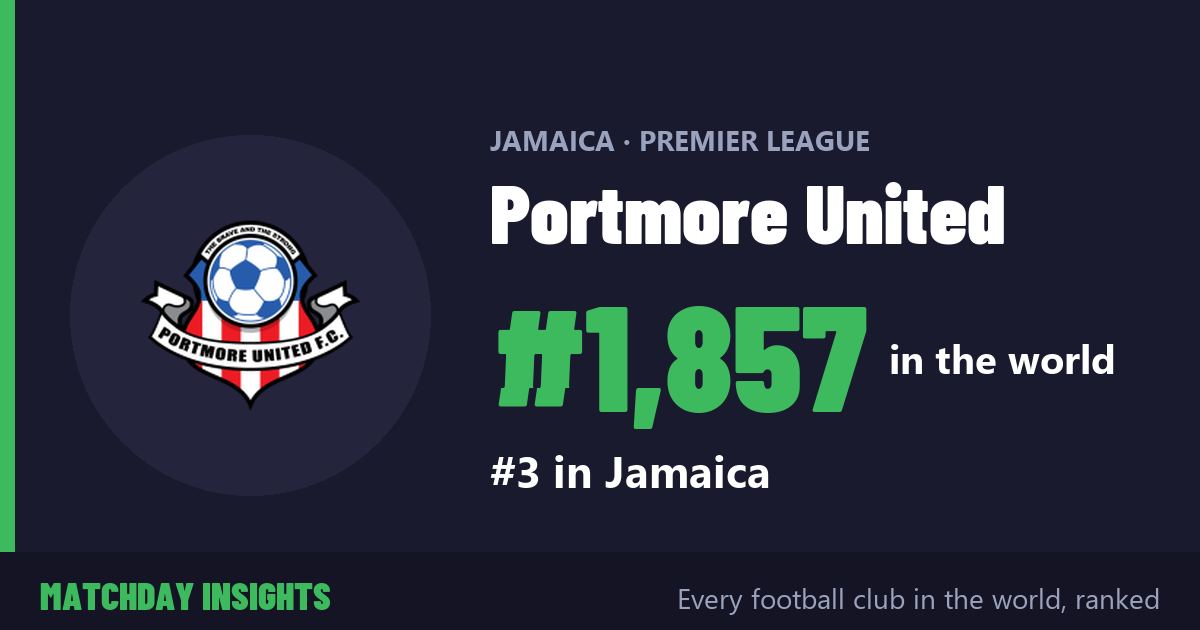 JAMAICA · PREMIER LEAGUE
Portmore United
#1,857 in the world
#3 in Jamaica
THE BRAVE AND THE STRONG
PORTMORE UNITED F.C.
MATCHDAY INSIGHTS
Every football club in the world, ranked